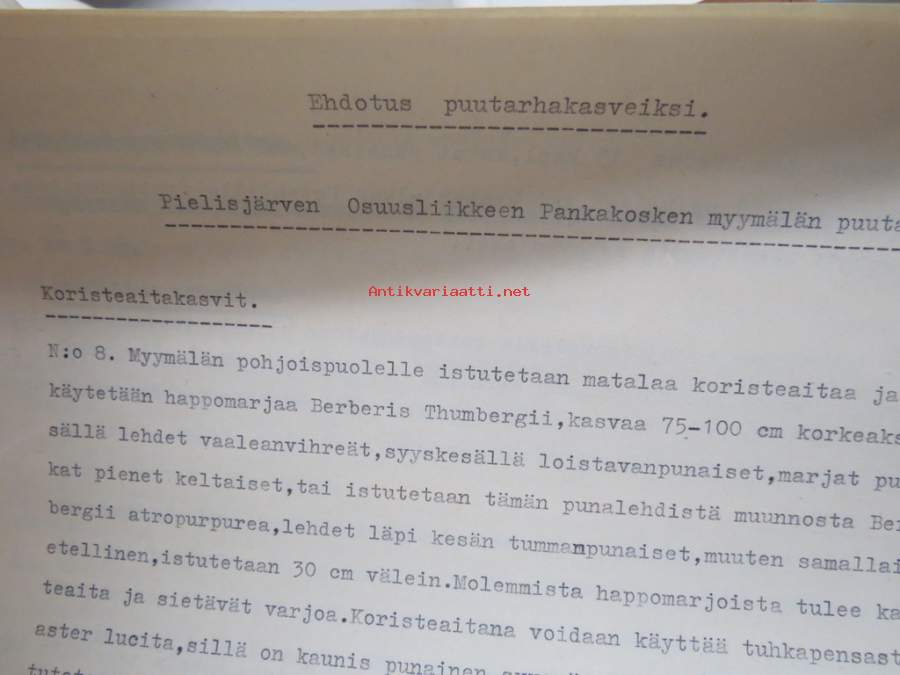 Ehdotus puutarhakasveiksi.
Pielisjärven Osuusliikkeen Pankakosken myymälän puuta
Antikvariaatti.net
Koristeaitakasvit.
N:o 8. Myymälän pohjoispuolelle istutetaan matalaa koristeaitaa ja
käytetään happomarjaa Berberis Thumbergii,kasvaa 75-100 cm korkeaks
sällä lehdet vaaleanvihreät,syyskesällä loistavanpunaiset,marjat pu
kat pienet keltaiset,tai istutetaan tämän punalehdistä muunnosta Ber
bergii atropurpurea,lehdet läpi kesän tummanpunaiset,muuten samallai
etellinen,istutetaan 30 cm välein.Molemmista happomarjoista tulee ka
teaita ja sietävät varjoa.Koristeaitana voidaan käyttää tuhkapensast
aster lucita,sillä on kaunis punainen